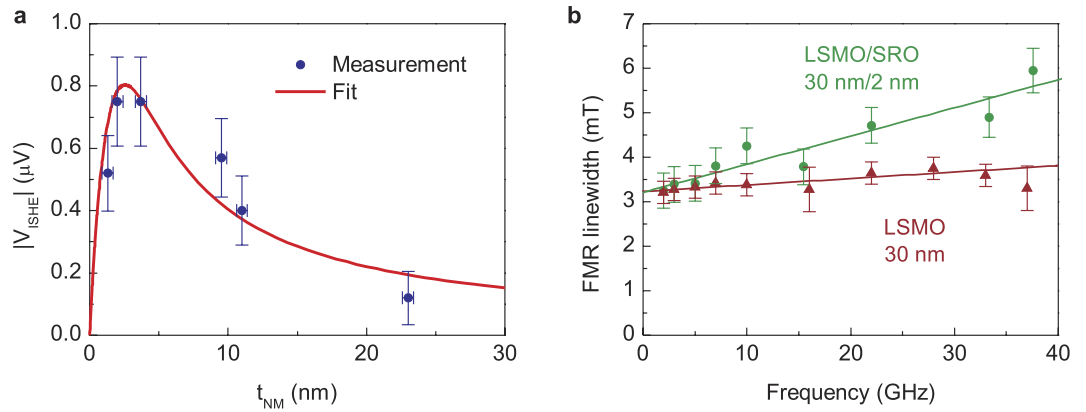 a
1.0
0.8
0.6
0.4
0.2
0.0
|V_ISHE| (μV)
Measurement
Fit
0
10
20
30
t_NM (nm)
b
7
6
5
4
3
2
1
0
FMR linewidth (mT)
LSMO/SRO
30 nm/2 nm
LSMO
30 nm
0
10
20
30
40
Frequency (GHz)